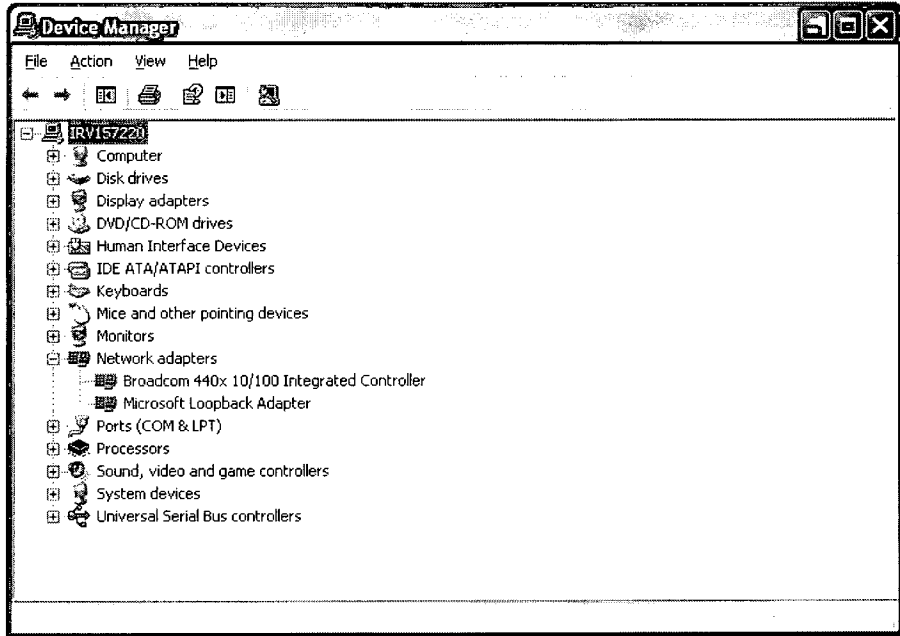 Device Manager
File Action View Help
IRV157220
Computer
Disk drives
Display adapters
DVD/CD-ROM drives
Human Interface Devices
IDE ATA/ATAPI controllers
Keyboards
Mice and other pointing devices
Monitors
Network adapters
Broadcom 440x 10/100 Integrated Controller
Microsoft Loopback Adapter
Ports (COM & LPT)
Processors
Sound, video and game controllers
System devices
Universal Serial Bus controllers